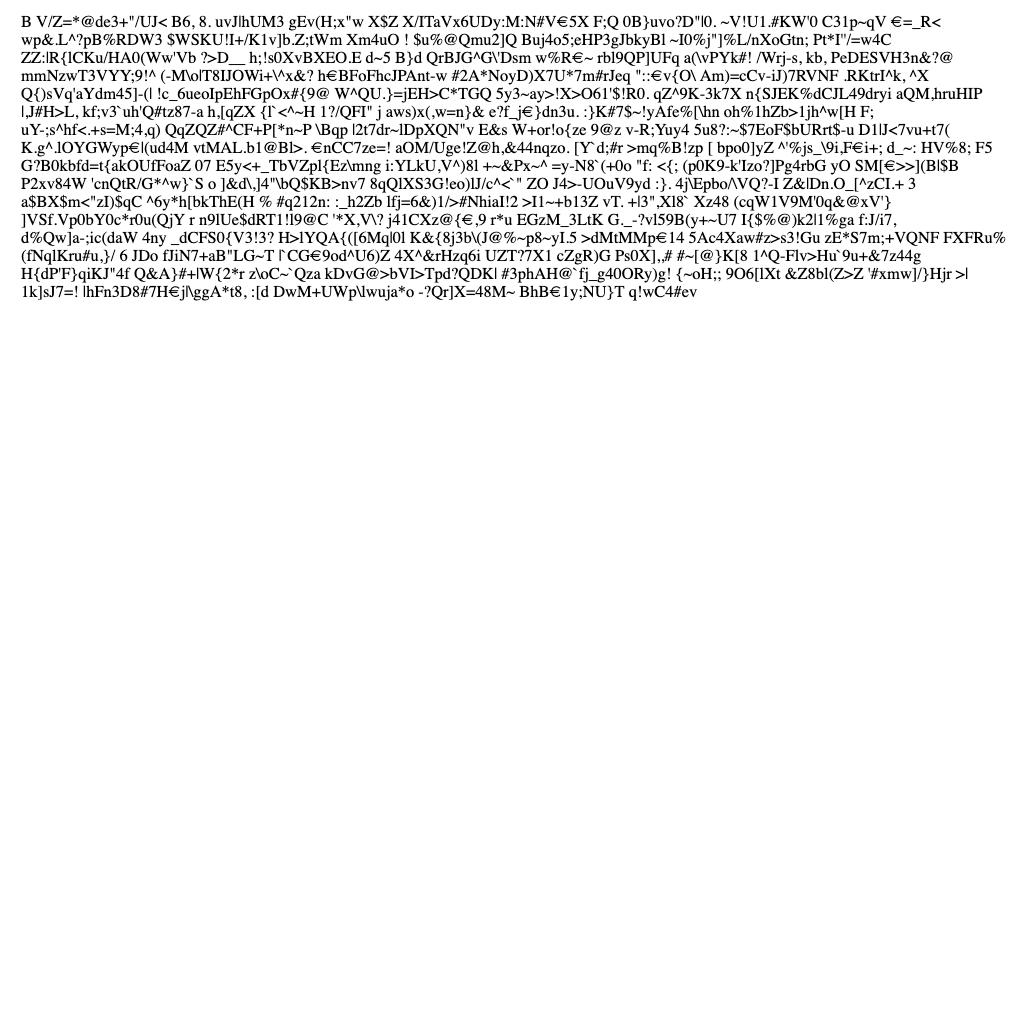 B V/Z=*@de3+"/UJ< B6, 8. uvJ|hUM3 gEv(H;x"w X$Z X/ITaVx6UDy:M:N#V€5X F;Q 0B}uvo?D"|0. ~V!U1.#KW'0 C31p~qV €=_R<
wp&.L^?pB%RDW3 $WSKU!I+/K1v]b.Z;tWm Xm4uO ! $u%@Qmu2]Q Buj4o5;eHP3gJbkyBl ~I0%j"]%L/nXoGtn; Pt*I"/=w4C
ZZ:|R{lCKu/HA0(Ww'Vb ?>D__ h;!s0XvBXEO.E d~5 B}d QrBJG^G\'Dsm w%R€~ rbl9QP]UFq a(\vPYk#! /Wrj-s, kb, PeDESVH3n&?@
mmNzwT3VYY;9!^ (-M\o|T8IJOWi+\^x&? h€BFoFhcJPAnt-w #2A*NoyD)X7U*7m#rJeq "::€v{O\ Am)=cCv-iJ)7RVNF .RKtrI^k, ^X
Q{)sVq'aYdm45]-(| !c_6ueoIpEhFGpOx#{9@ W^QU.}=jEH>C*TGQ 5y3~ay>!X>O61'$!R0. qZ^9K-3k7X n{SJEK%dCJL49dryi aQM,hruHIP
|,J#H>L, kf;v3`uh'Q#tz87-a h,[qZX {l`<^~H 1?/QFI" j aws)x(,w=n}& e?f_j€}dn3u. :}K#7$~!yAfe%[\hn oh%1hZb>1jh^w[H F;
uY-;s^hf<.+s=M;4,q) QqZQZ#^CF+P[*n~P \Bqp |2t7dr~lDpXQN"v E&s W+or!o{ze 9@z v-R;Yuy4 5u8?:~$7EoF$bURrt$-u D1|J<7vu+t7(
K.g^.lOYGWyp€|(ud4M vtMAL.b1@Bl>. €nCC7ze=! aOM/Uge!Z@h,&44nqzo. [Y`d;#r >mq%B!zp [ bpo0]yZ ^'%js_\9i,F€i+; d_~: HV%8; F5
G?B0kbfd=t{akOUfFoaZ 07 E5y<+_TbVZpl{Ez\mng i:YLkU,V^)8l +~&Px~^ =y-N8`(+0o "f: <{; (p0K9-k'Izo?]Pg4rbG yO SM[€>>](B|$B
P2xv84W 'cnQtR/G*^w}`S o ]&d\,]4"\bQ$KB>nv7 8qQlXS3G!eo)lJ/c^<`" ZO J4>-UOuV9yd :}. 4j\Epbo/\VQ?-I Z&|Dn.O_[^zCI.+ 3
a$BX$m<"zI)$qC ^6y*h[bkThE(H % #q212n: :_h2Zb lfj=6&)1/>#NhiaI!2 >I1~+b13Z vT. +|3",Xl8` Xz48 (cqW1V9M'0q&@xV'}
]VSf.Vp0bY0c*r0u(QjY r n9lUe$dRT1!l9@C '*X,V\? j41CXz@{€,9 r*u EGzM_3LtK G._-?vl59B(y+~U7 I{$%@)k2|1%ga f:J/i7,
d%Qw]a-;ic(daW 4ny _dCFS0{V3!3? H>lYQA{([6Mq|0l K&{8j3b\(J@%~p8~yI.5 >dMtMMp€14 5Ac4Xaw#z>s3!Gu zE*S7m;+VQNF FXFRu%
(fNqlKru#u,}/ 6 JDo fJiN7+aB"LG~T l`CG€9od^U6)Z 4X^&rHzq6i UZT?7X1 cZgR)G Ps0X],,# #~[@}K[8 1^Q-Flv>Hu`9u+&7z44g
H{dP'F}qiKJ"4f Q&A}#+|W{2*r z\oC~`Qza kDvG@>bVI>Tpd?QDK| #3phAH@`fj_g40ORy)g! {~oH;; 9O6[lXt &Z8bl(Z>Z '#xmw]/}Hjr >|
1k]sJ7=! |hFn3D8#7H€j|\ggA*t8, :[d DwM+UWp\lwuja*o -?Qr]X=48M~ BhB€1y;NU}T q!wC4#ev